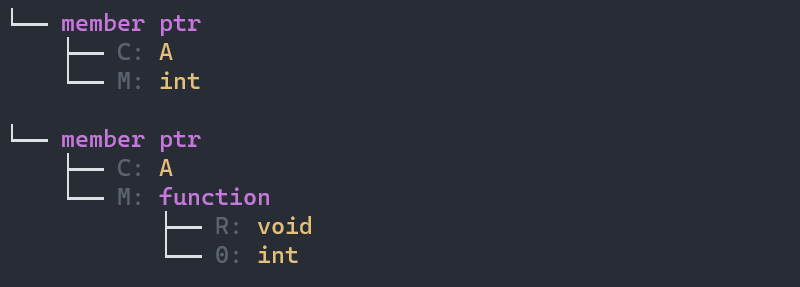 member ptr
C: A
M: int
member ptr
C: A
M: function
R: void
0: int